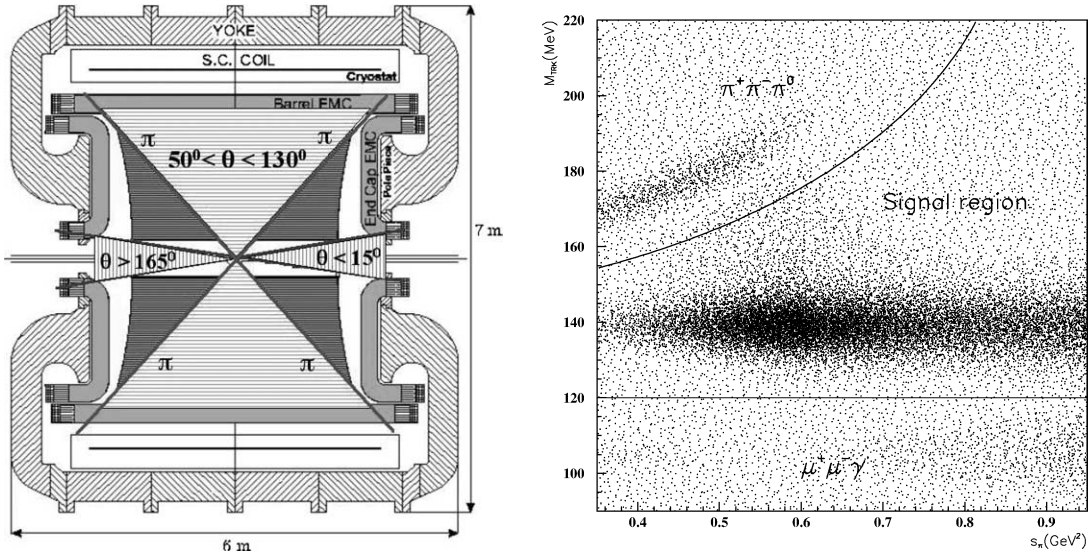 YOKE
S.C. COIL
Cryostat
Barrel EMC
π π
50⁰< θ < 130⁰
End Cap EMC
Pole Piece
θ > 165⁰
θ < 15⁰
π π
7 m
6 m
M_TRK(MeV)
220
200
180
160
140
120
100
π⁺π⁻π⁰
Signal region
μ⁺μ⁻γ
0.4 0.5 0.6 0.7 0.8 0.9
s_π(GeV²)